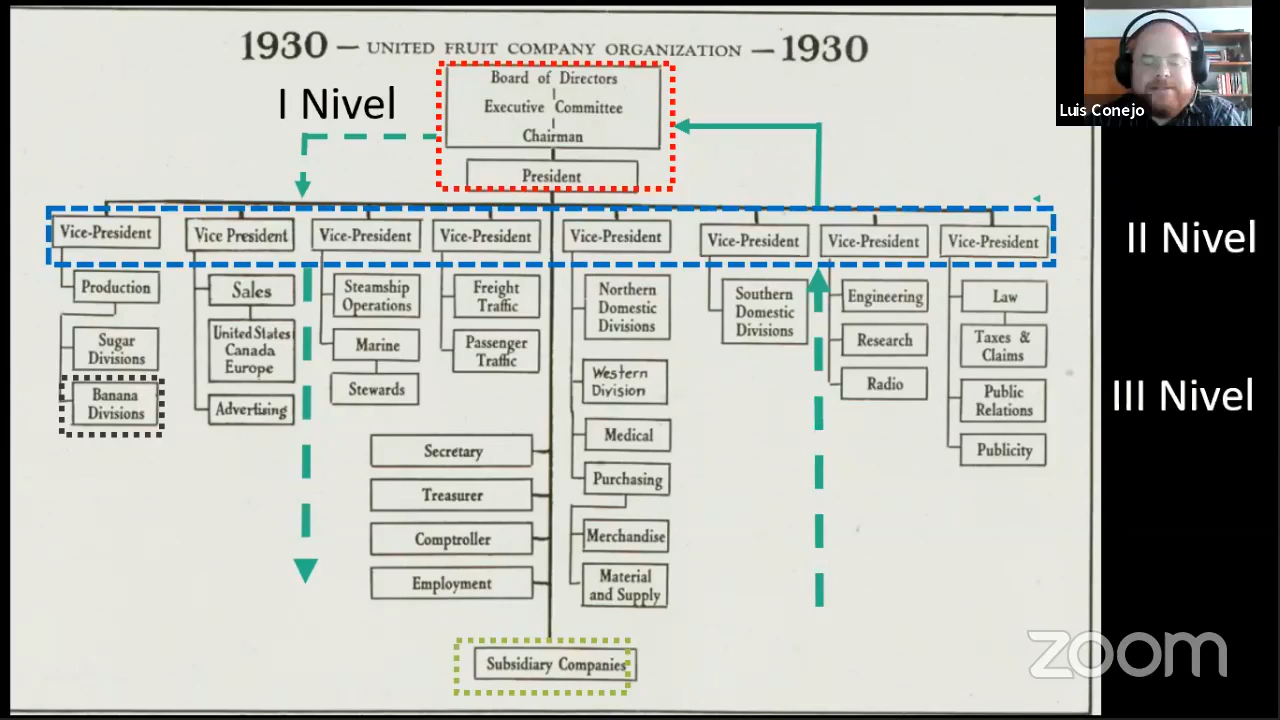 1930 — UNITED FRUIT COMPANY ORGANIZATION — 1930
I Nivel
Board of Directors
Executive Committee
Chairman
President
Luis Conejo
II Nivel
Vice-President
Vice President
Vice-President
Vice-President
Vice-President
Vice-President
Vice-President
Vice-President
III Nivel
Production
Sugar
Divisions
Banana
Divisions
Sales
United States
Canada
Europe
Advertising
Steamship
Operations
Marine
Stewards
Freight
Traffic
Passenger
Traffic
Northern
Domestic
Divisions
Western
Division
Medical
Purchasing
Merchandise
Material
and Supply
Southern
Domestic
Divisions
Engineering
Research
Radio
Law
Taxes &
Claims
Public
Relations
Publicity
Secretary
Treasurer
Comptroller
Employment
Subsidiary Companies
zoom